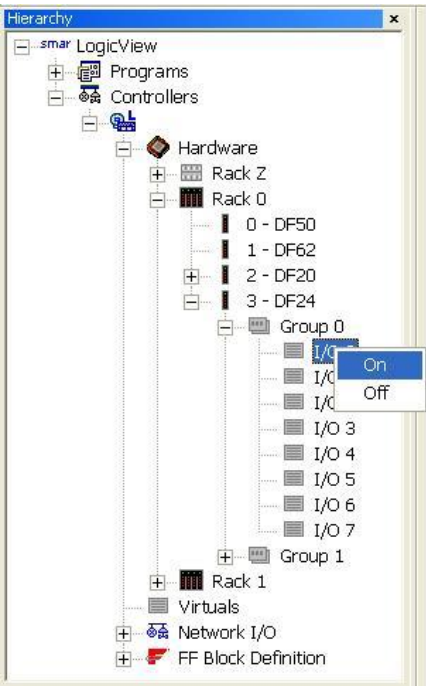 Hierarchy
smar LogicView
Programs
Controllers
Hardware
Rack Z
Rack 0
0 - DF50
1 - DF62
2 - DF20
3 - DF24
Group 0
I/O
On
I/
I/
Off
I/O 3
I/O 4
I/O 5
I/O 6
I/O 7
Group 1
Rack 1
Virtuals
Network I/O
FF Block Definition